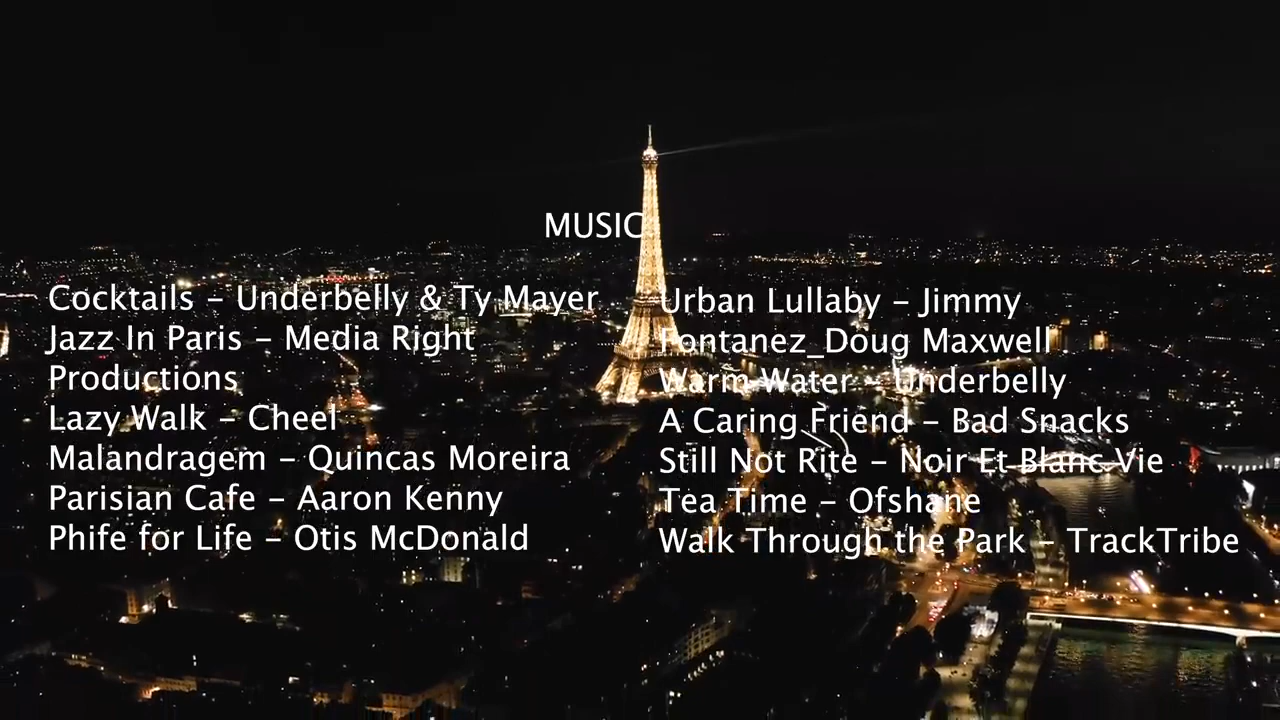 MUSIC
Cocktails – Underbelly & Ty Mayer
Jazz In Paris – Media Right
Productions
Lazy Walk – Cheel
Malandragem – Quincas Moreira
Parisian Cafe – Aaron Kenny
Phife for Life – Otis McDonald
Urban Lullaby – Jimmy
Fontanez_Doug Maxwell
Warm Water – Underbelly
A Caring Friend – Bad Snacks
Still Not Rite – Noir Et Blanc Vie
Tea Time – Ofshane
Walk Through the Park – TrackTribe